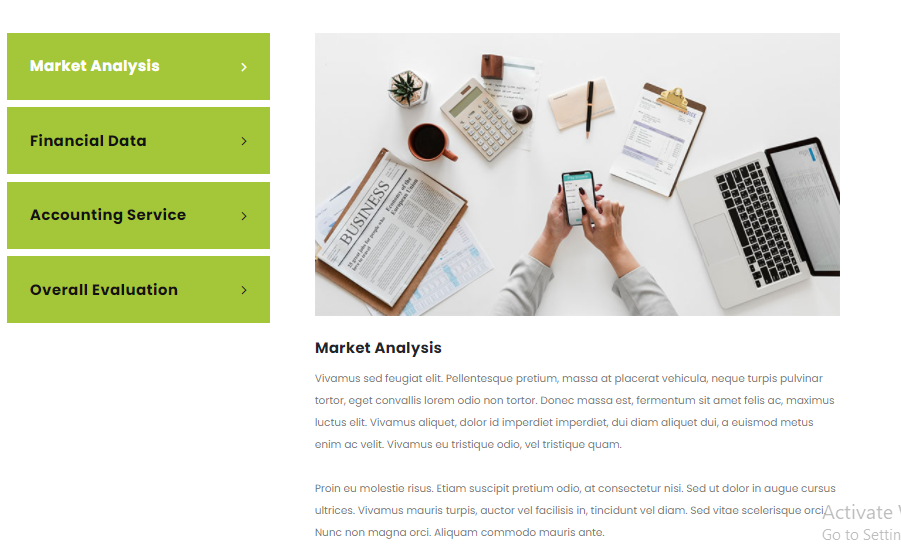 Market Analysis
Financial Data
Accounting Service
Overall Evaluation
BUSINESS
Economy of the
European Union
Market Analysis
Vivamus sed feugiat elit. Pellentesque pretium, massa at placerat vehicula, neque turpis pulvinar
tortor, eget convallis lorem odio non tortor. Donec massa est, fermentum sit amet felis ac, maximus
luctus elit. Vivamus aliquet, dolor id imperdiet imperdiet, dui diam aliquet dui, a euismod metus
enim ac velit. Vivamus eu tristique odio, vel tristique quam.
Proin eu molestie risus. Etiam suscipit pretium odio, at consectetur nisi. Sed ut dolor in augue cursus
ultrices. Vivamus mauris turpis, auctor vel facilisis in, tincidunt vel diam. Sed vitae scelerisque orci.
Nunc non magna orci. Aliquam commodo mauris ante.
Activate
Go to Settin